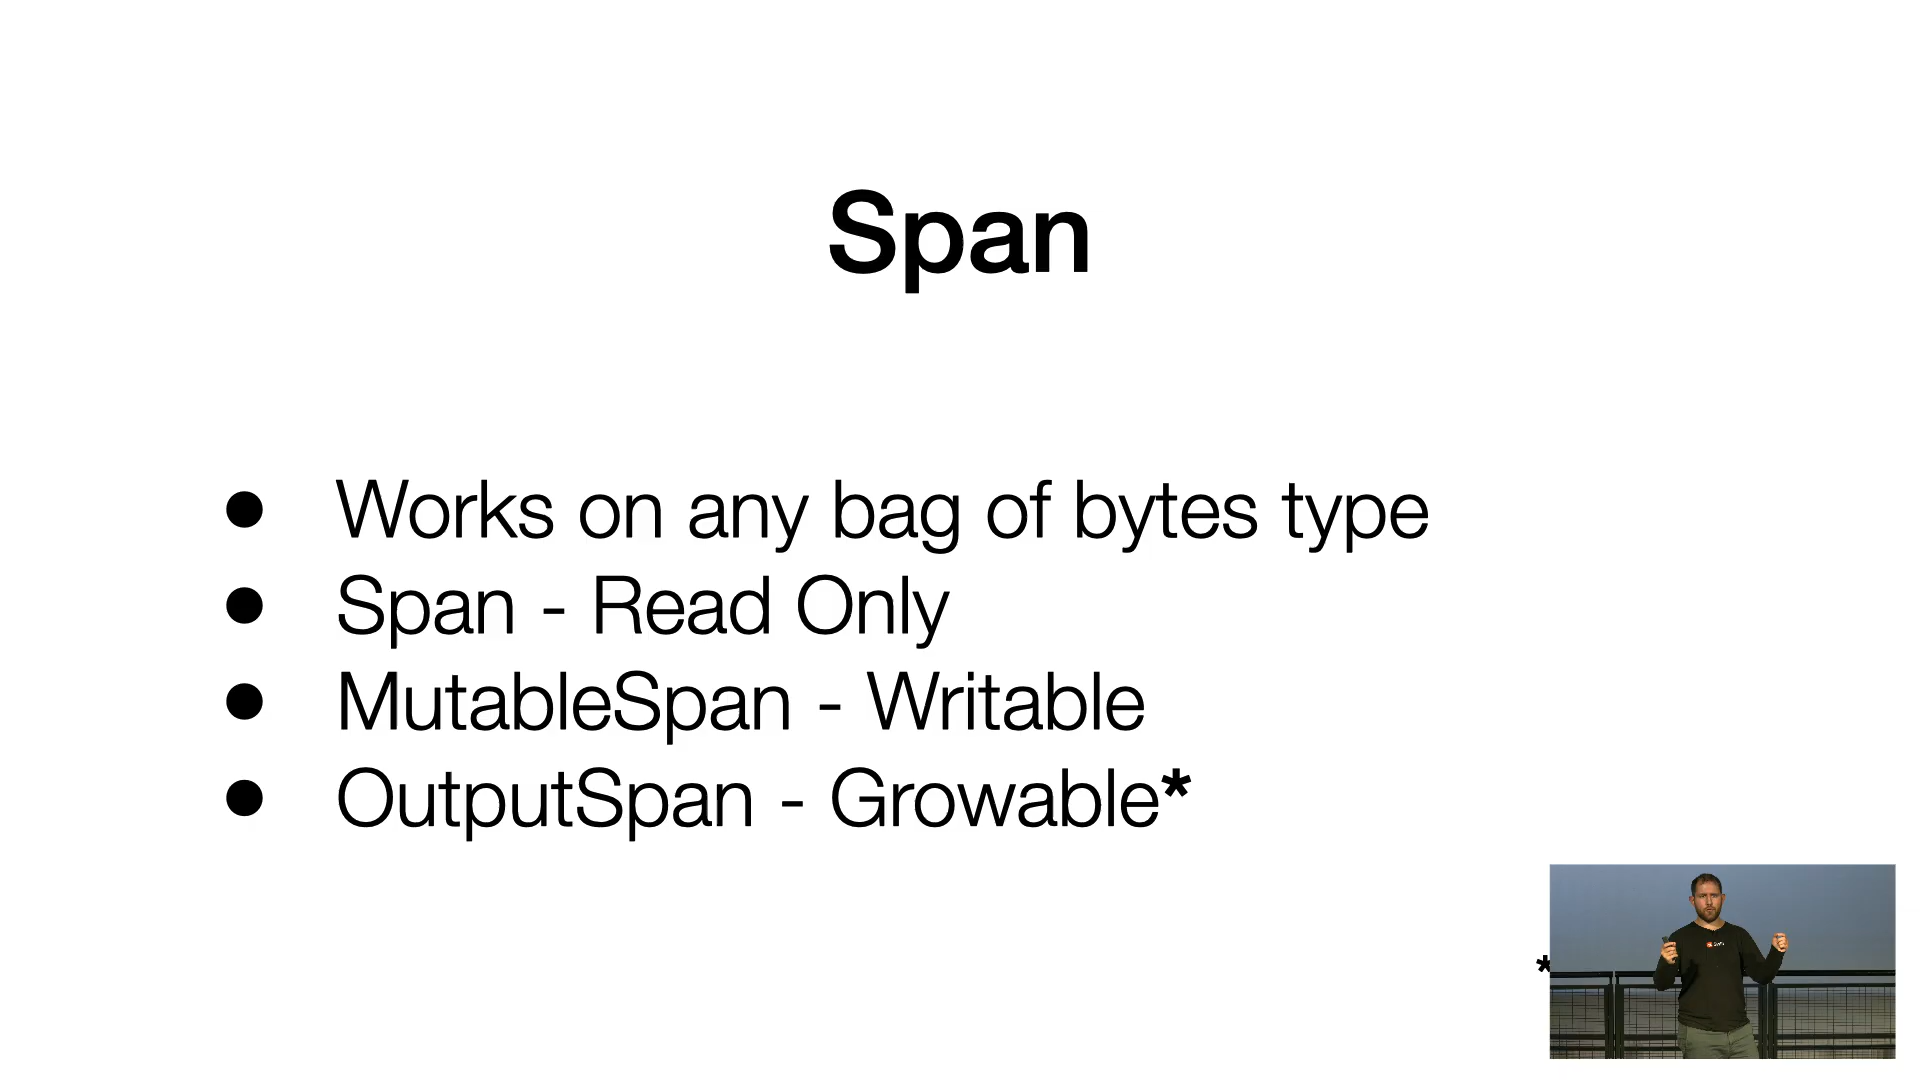 Span
● Works on any bag of bytes type
● Span - Read Only
● MutableSpan - Writable
● OutputSpan - Growable*
*